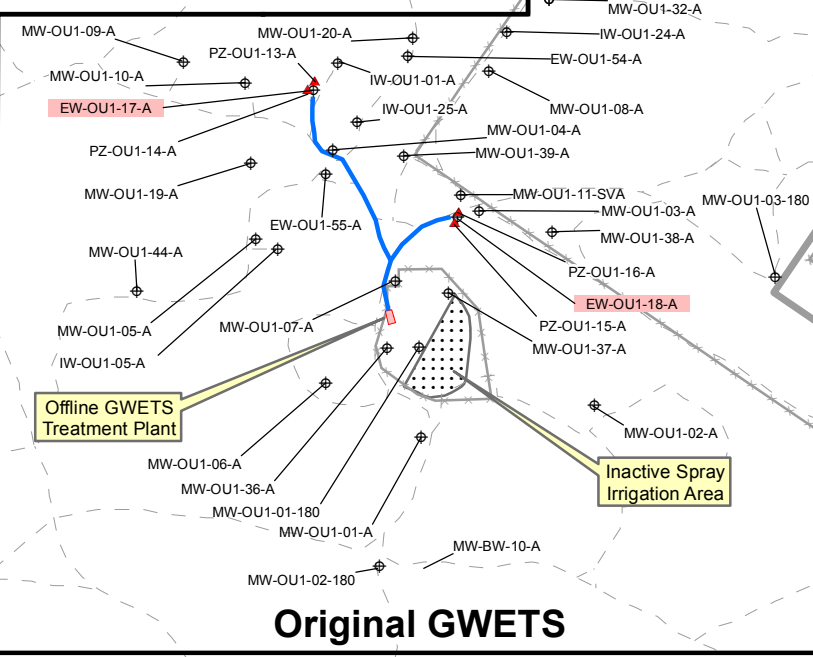 MW-OU1-32-A
MW-OU1-09-A
MW-OU1-20-A
IW-OU1-24-A
PZ-OU1-13-A
EW-OU1-54-A
MW-OU1-10-A
IW-OU1-01-A
EW-OU1-17-A
IW-OU1-25-A
MW-OU1-08-A
MW-OU1-04-A
PZ-OU1-14-A
MW-OU1-39-A
MW-OU1-19-A
MW-OU1-11-SVA
MW-OU1-03-180
MW-OU1-03-A
EW-OU1-55-A
MW-OU1-38-A
MW-OU1-44-A
PZ-OU1-16-A
EW-OU1-18-A
MW-OU1-05-A
MW-OU1-07-A
PZ-OU1-15-A
MW-OU1-37-A
IW-OU1-05-A
Offline GWETS
Treatment Plant
MW-OU1-02-A
MW-OU1-06-A
Inactive Spray
Irrigation Area
MW-OU1-36-A
MW-OU1-01-180
MW-OU1-01-A
MW-BW-10-A
MW-OU1-02-180
Original GWETS